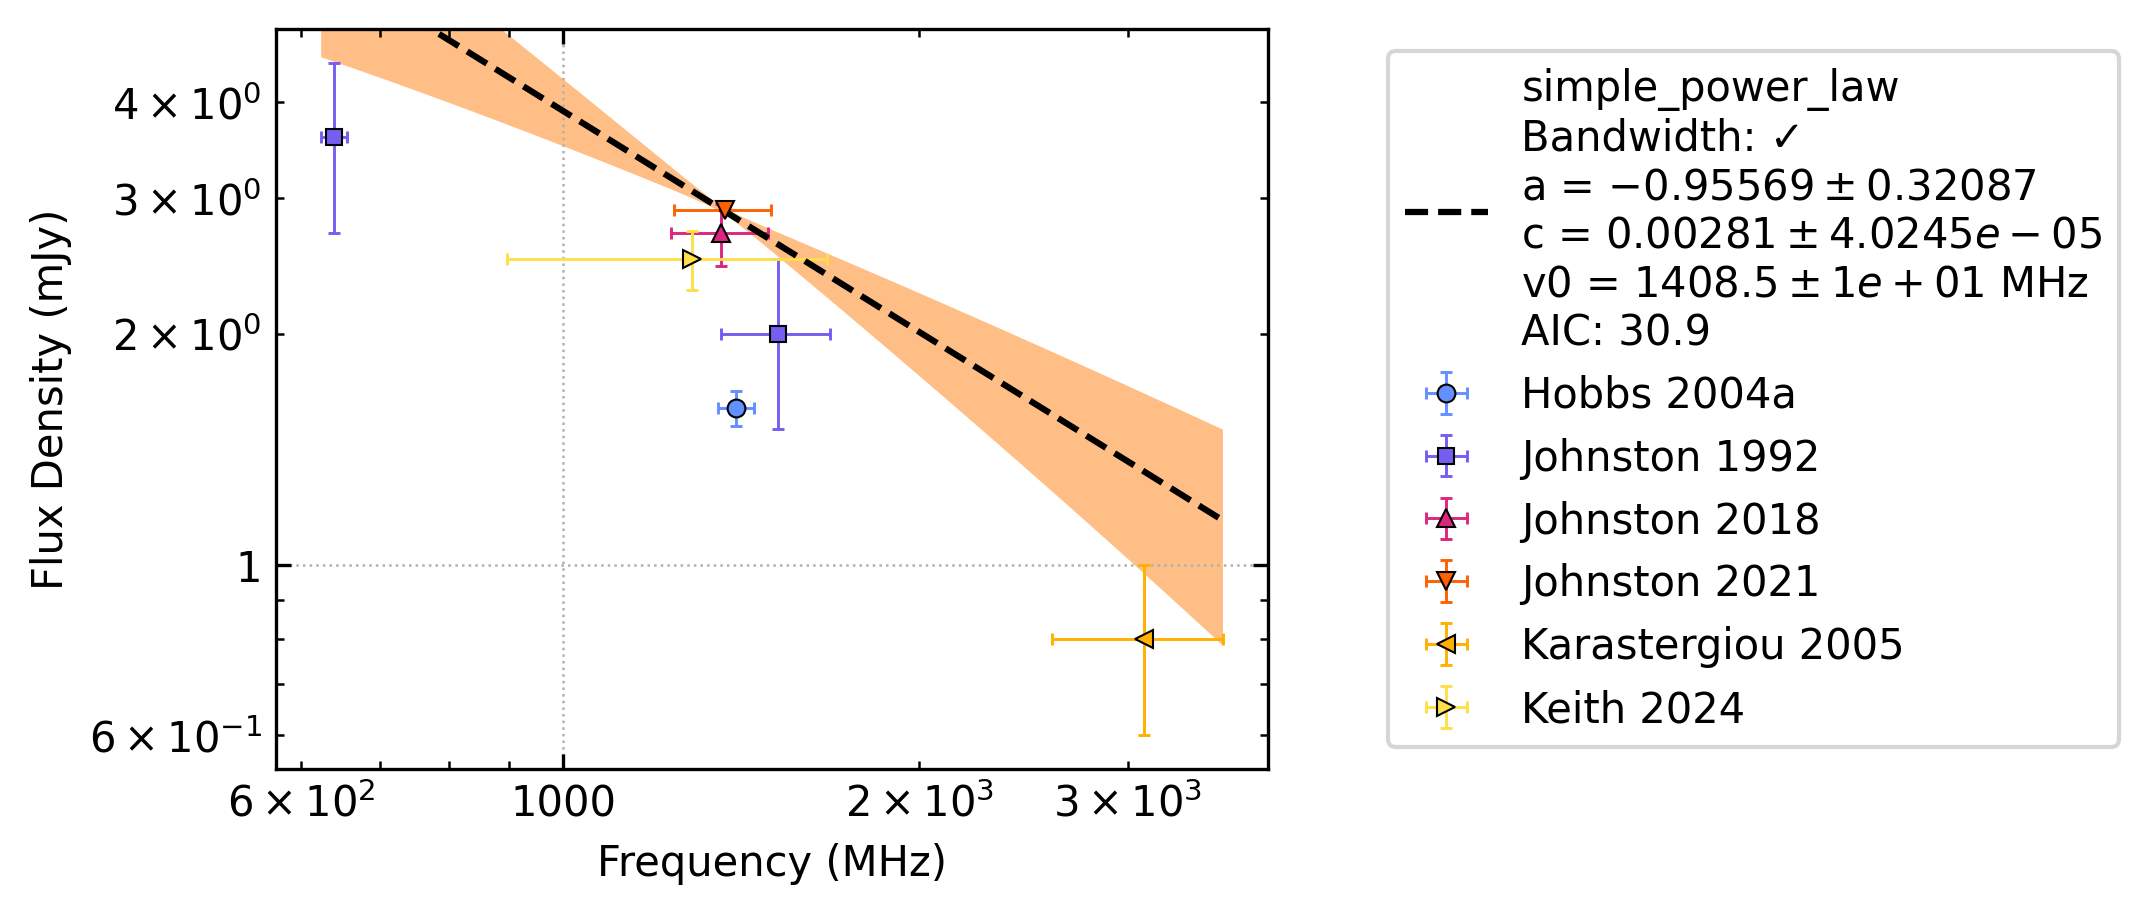 Flux Density (mJy)
4 × 10⁰
3 × 10⁰
2 × 10⁰
1
6 × 10⁻¹
6 × 10²
1000
2 × 10³
3 × 10³
Frequency (MHz)
simple_power_law
Bandwidth: ✓
a = −0.95569 ± 0.32087
c = 0.00281 ± 4.0245e − 05
v0 = 1408.5 ± 1e + 01 MHz
AIC: 30.9
Hobbs 2004a
Johnston 1992
Johnston 2018
Johnston 2021
Karastergiou 2005
Keith 2024